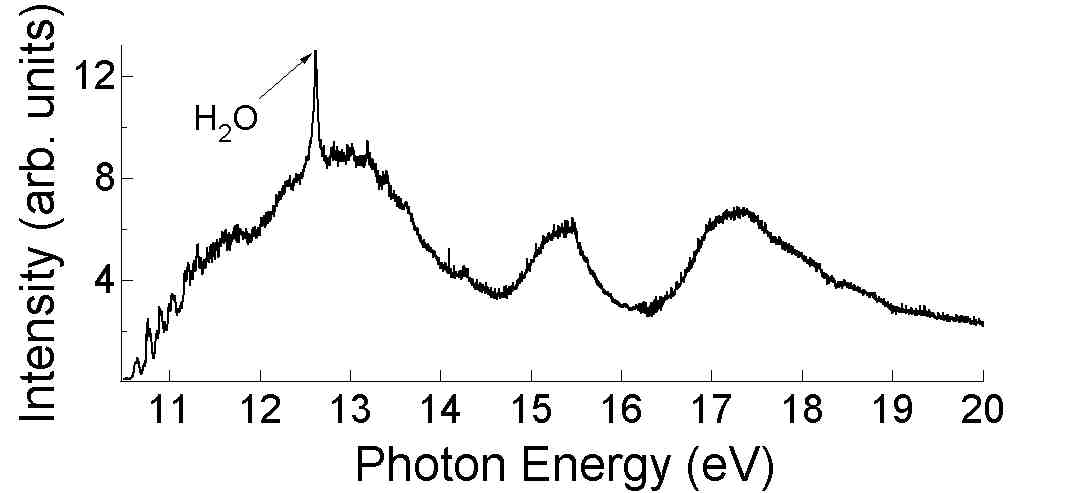 Intensity (arb. units)
12
8
4
H₂O
11 12 13 14 15 16 17 18 19 20
Photon Energy (eV)